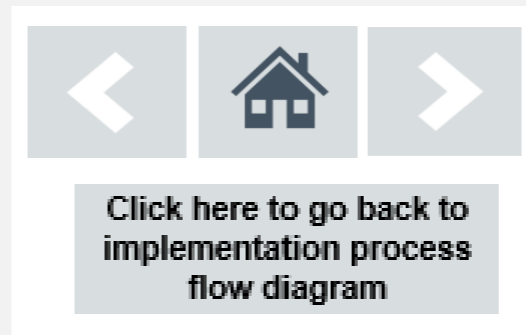 Click here to go back to
implementation process
flow diagram